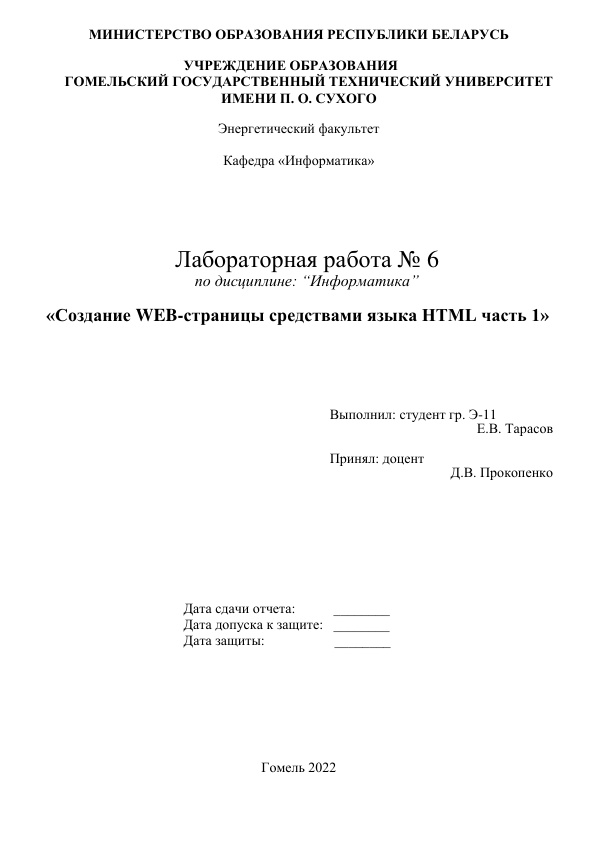 МИНИСТЕРСТВО ОБРАЗОВАНИЯ РЕСПУБЛИКИ БЕЛАРУСЬ
УЧРЕЖДЕНИЕ ОБРАЗОВАНИЯ
ГОМЕЛЬСКИЙ ГОСУДАРСТВЕННЫЙ ТЕХНИЧЕСКИЙ УНИВЕРСИТЕТ
ИМЕНИ П. О. СУХОГО
Энергетический факультет
Кафедра «Информатика»
Лабораторная работа № 6
по дисциплине: “Информатика”
«Создание WEB-страницы средствами языка HTML часть 1»
Выполнил: студент гр. Э-11
Е.В. Тарасов
Принял: доцент
Д.В. Прокопенко
Дата сдачи отчета: ________
Дата допуска к защите: ________
Дата защиты: ________
Гомель 2022